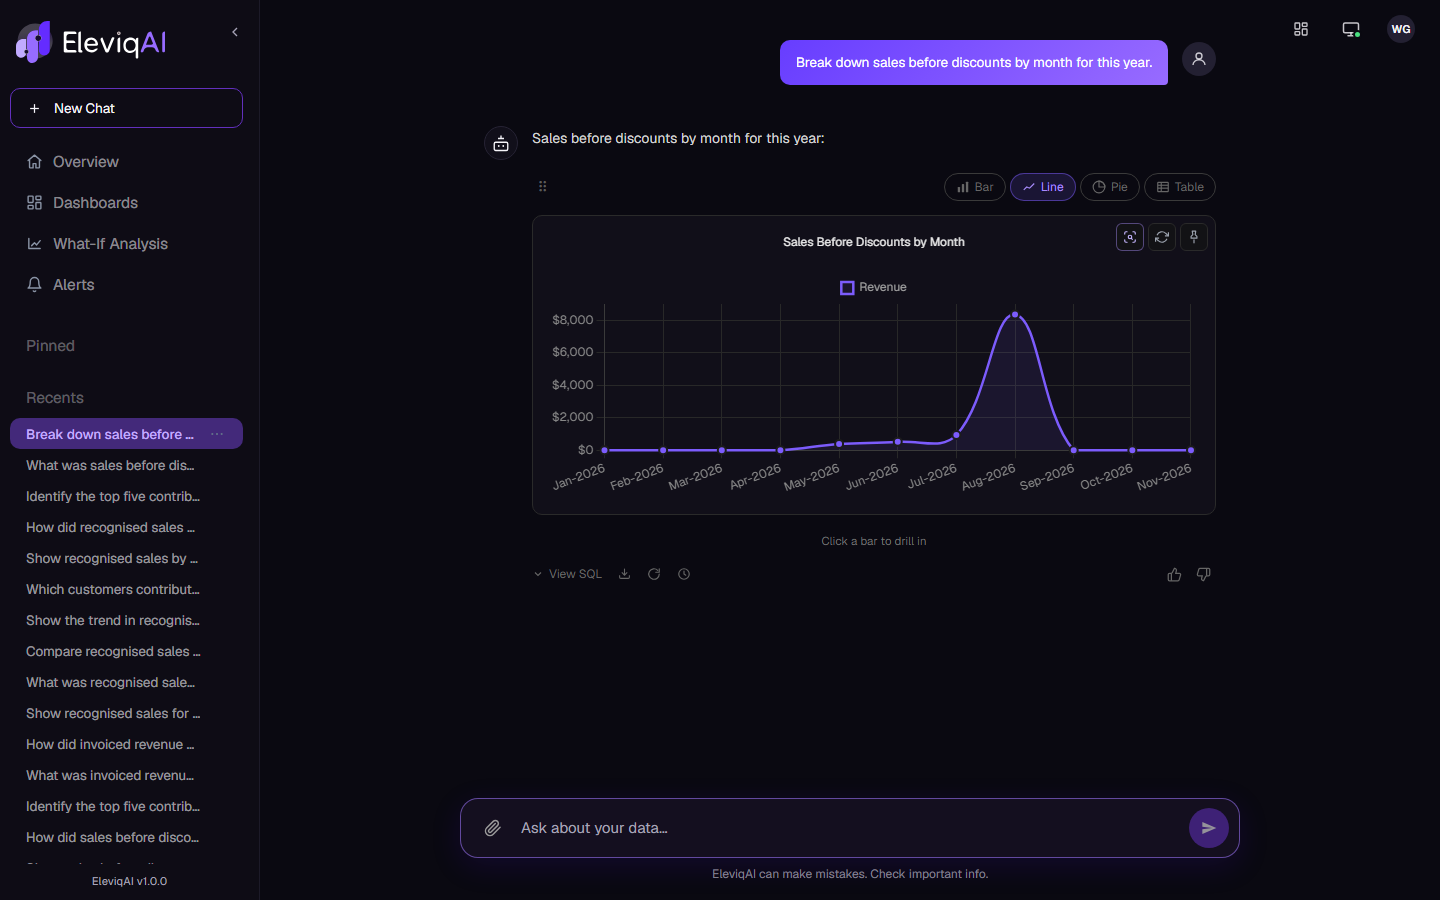 EleviqAI
New Chat
Overview
Dashboards
What-If Analysis
Alerts
Pinned
Recents
Break down sales before ...
What was sales before dis...
Identify the top five contrib...
How did recognised sales ...
Show recognised sales by ...
Which customers contribut...
Show the trend in recognis...
Compare recognised sales ...
What was recognised sale...
Show recognised sales for ...
How did invoiced revenue ...
What was invoiced revenu...
Identify the top five contrib...
How did sales before disco...
EleviqAI v1.0.0
WG
Break down sales before discounts by month for this year.
Sales before discounts by month for this year:
Bar
Line
Pie
Table
Sales Before Discounts by Month
Revenue
$8,000
$6,000
$4,000
$2,000
$0
Jan-2026
Feb-2026
Mar-2026
Apr-2026
May-2026
Jun-2026
Jul-2026
Aug-2026
Sep-2026
Oct-2026
Nov-2026
Click a bar to drill in
View SQL
Ask about your data...
EleviqAI can make mistakes. Check important info.